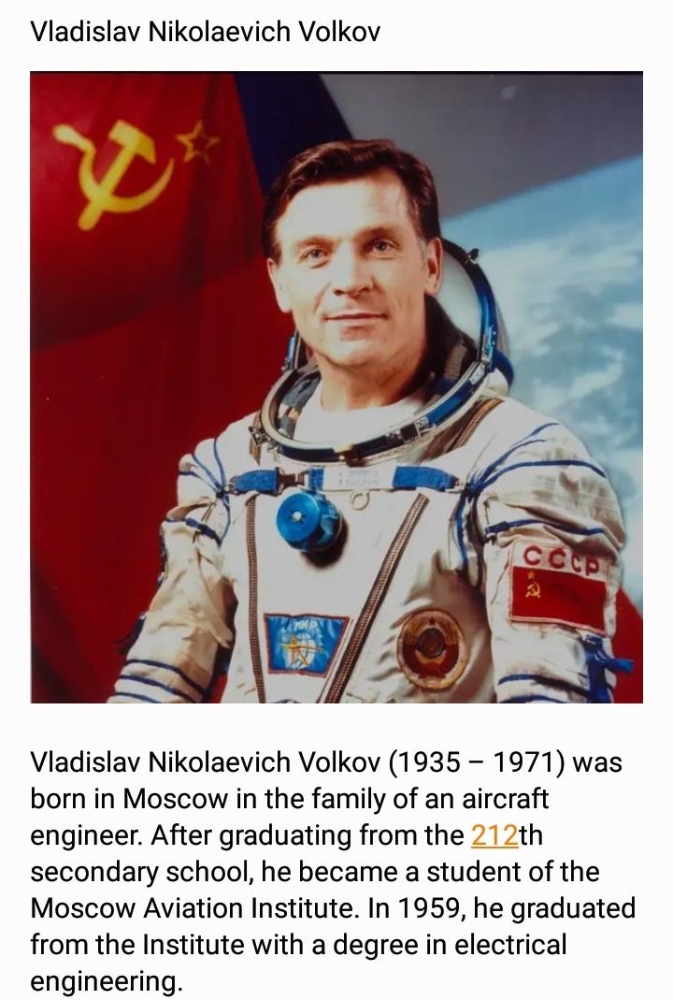 Vladislav Nikolaevich Volkov
СССР
МИР
Vladislav Nikolaevich Volkov (1935 – 1971) was
born in Moscow in the family of an aircraft
engineer. After graduating from the 212th
secondary school, he became a student of the
Moscow Aviation Institute. In 1959, he graduated
from the Institute with a degree in electrical
engineering.